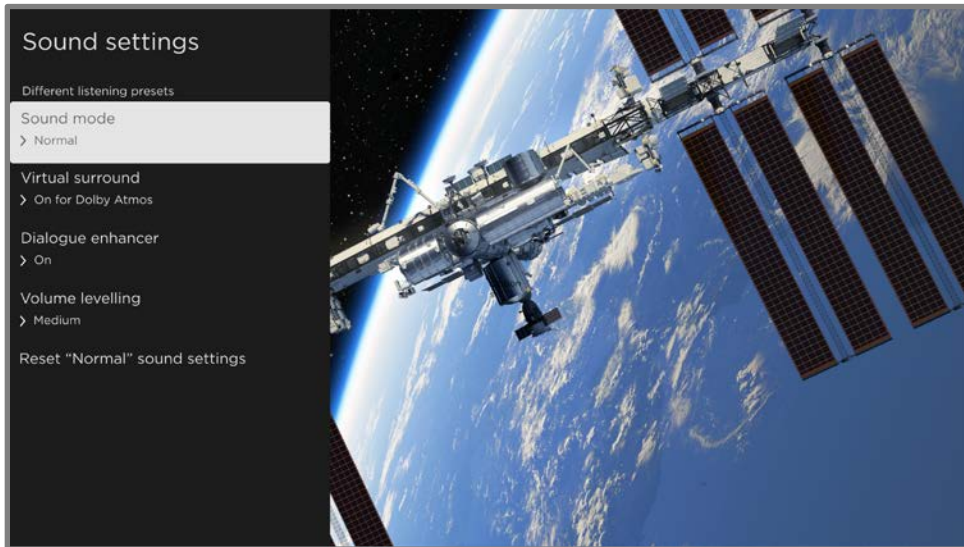 Sound settings
Different listening presets
Sound mode
Normal
Virtual surround
On for Dolby Atmos
Dialogue enhancer
On
Volume levelling
Medium
Reset “Normal” sound settings